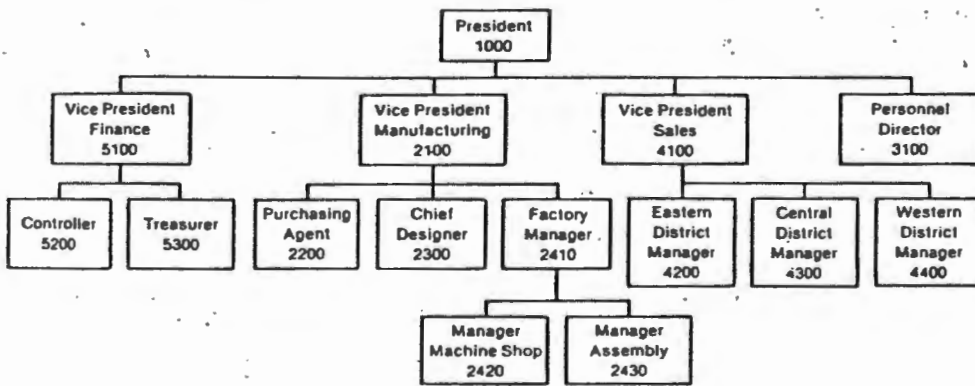 President
1000
Vice President
Finance
5100
Vice President
Manufacturing
2100
Vice President
Sales
4100
Personnel
Director
3100
Controller
5200
Treasurer
5300
Purchasing
Agent
2200
Chief
Designer
2300
Factory
Manager
2410
Eastern
District
Manager
4200
Central
District
Manager
4300
Western
District
Manager
4400
Manager
Machine Shop
2420
Manager
Assembly
2430